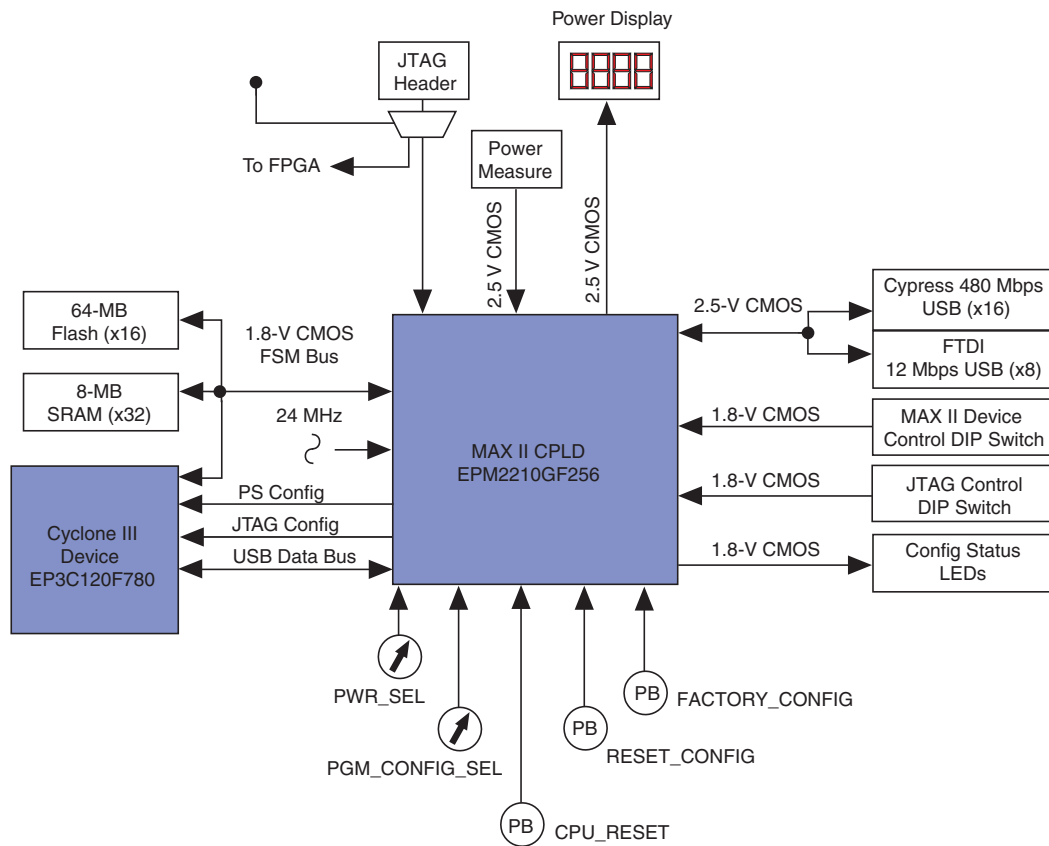 Power Display
JTAG
Header
To FPGA
Power
Measure
2.5 V CMOS
2.5 V CMOS
64-MB
Flash (x16)
1.8-V CMOS
FSM Bus
8-MB
SRAM (x32)
24 MHz
2.5-V CMOS
Cypress 480 Mbps
USB (x16)
FTDI
12 Mbps USB (x8)
1.8-V CMOS
MAX II Device
Control DIP Switch
MAX II CPLD
EPM2210GF256
1.8-V CMOS
JTAG Control
DIP Switch
PS Config
JTAG Config
USB Data Bus
Cyclone III
Device
EP3C120F780
1.8-V CMOS
Config Status
LEDs
PWR_SEL
PGM_CONFIG_SEL
PB
FACTORY_CONFIG
PB
RESET_CONFIG
PB
CPU_RESET